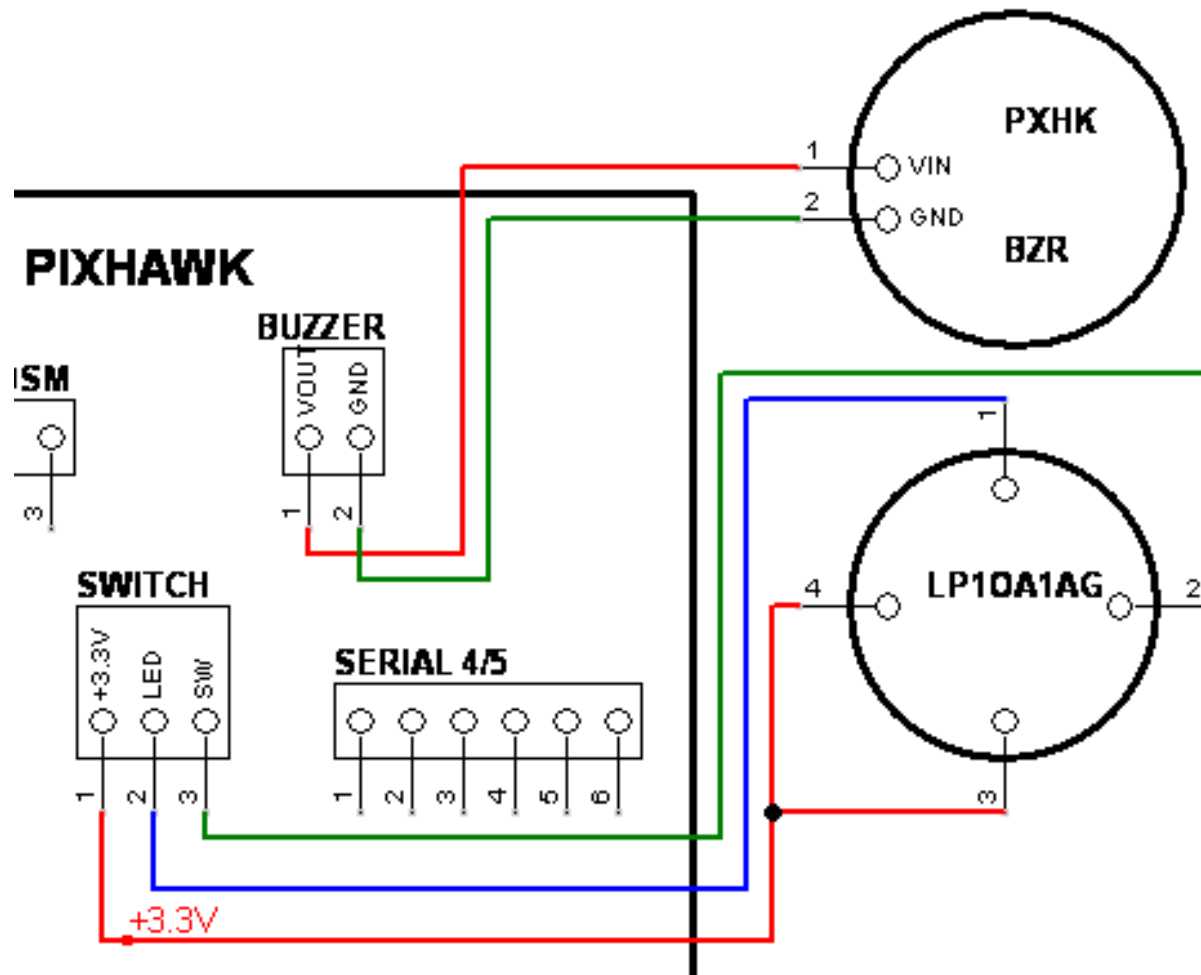 PXHK
1
VIN
2
GND
BZR
PIXHAWK
BUZZER
VOUT
GND
1
2
SM
3
1
4
LP10A1AG
2
3
SWITCH
+3.3V
LED
SW
1
2
3
SERIAL 4/5
1
2
3
4
5
6
+3.3V